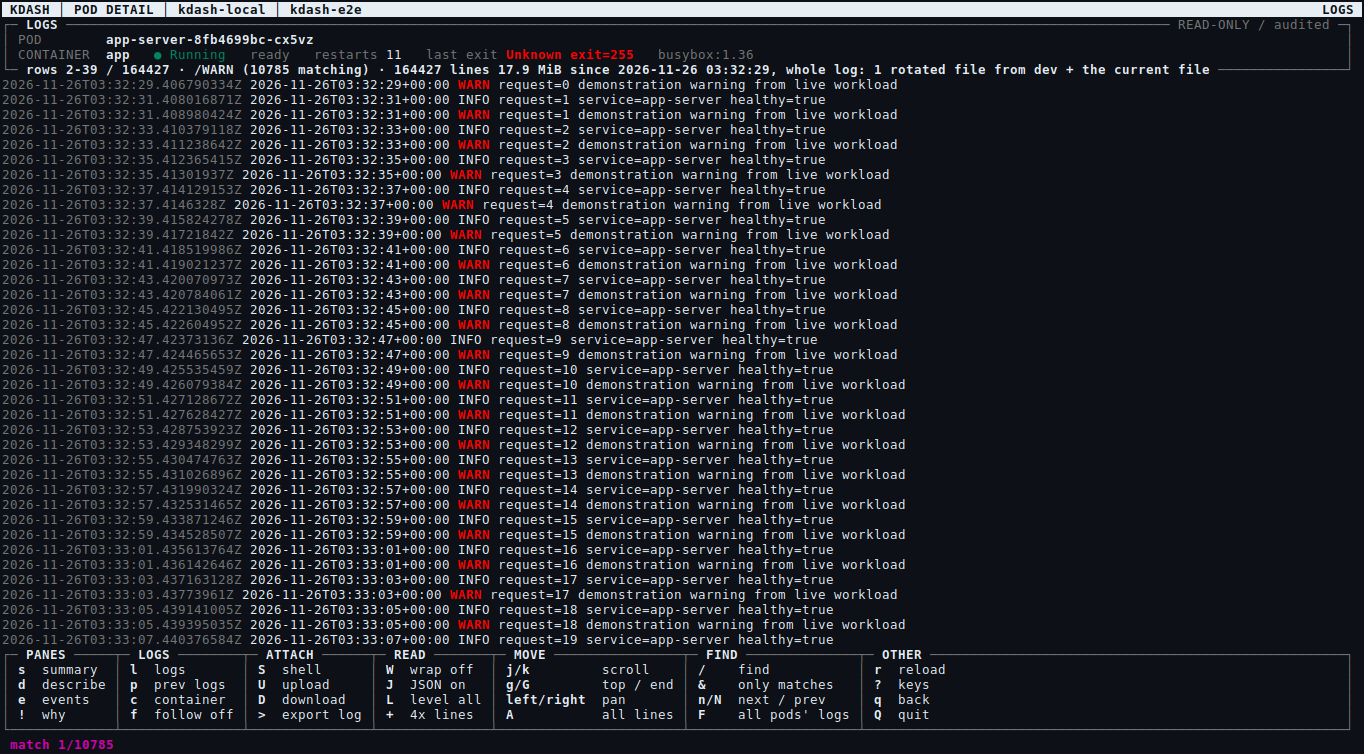 KDASH │ POD DETAIL │ kdash-local │ kdash-e2e LOGS
LOGS READ-ONLY / audited
POD app-server-8fb4699bc-cx5vz
CONTAINER app ● Running ready restarts 11 last exit Unknown exit=255 busybox:1.36
rows 2-39 / 164427 · /WARN (10785 matching) · 164427 lines 17.9 MiB since 2026-11-26 03:32:29, whole log: 1 rotated file from dev + the current file
2026-11-26T03:32:29.406790334Z 2026-11-26T03:32:29+00:00 WARN request=0 demonstration warning from live workload
2026-11-26T03:32:31.408016871Z 2026-11-26T03:32:31+00:00 INFO request=1 service=app-server healthy=true
2026-11-26T03:32:31.408980424Z 2026-11-26T03:32:31+00:00 WARN request=1 demonstration warning from live workload
2026-11-26T03:32:33.410379118Z 2026-11-26T03:32:33+00:00 INFO request=2 service=app-server healthy=true
2026-11-26T03:32:33.411238642Z 2026-11-26T03:32:33+00:00 WARN request=2 demonstration warning from live workload
2026-11-26T03:32:35.412365415Z 2026-11-26T03:32:35+00:00 INFO request=3 service=app-server healthy=true
2026-11-26T03:32:35.41301937Z 2026-11-26T03:32:35+00:00 WARN request=3 demonstration warning from live workload
2026-11-26T03:32:37.414129153Z 2026-11-26T03:32:37+00:00 INFO request=4 service=app-server healthy=true
2026-11-26T03:32:37.4146328Z 2026-11-26T03:32:37+00:00 WARN request=4 demonstration warning from live workload
2026-11-26T03:32:39.415824278Z 2026-11-26T03:32:39+00:00 INFO request=5 service=app-server healthy=true
2026-11-26T03:32:39.41721842Z 2026-11-26T03:32:39+00:00 WARN request=5 demonstration warning from live workload
2026-11-26T03:32:41.418519986Z 2026-11-26T03:32:41+00:00 INFO request=6 service=app-server healthy=true
2026-11-26T03:32:41.419021237Z 2026-11-26T03:32:41+00:00 WARN request=6 demonstration warning from live workload
2026-11-26T03:32:43.420070973Z 2026-11-26T03:32:43+00:00 INFO request=7 service=app-server healthy=true
2026-11-26T03:32:43.420784061Z 2026-11-26T03:32:43+00:00 WARN request=7 demonstration warning from live workload
2026-11-26T03:32:45.422130495Z 2026-11-26T03:32:45+00:00 INFO request=8 service=app-server healthy=true
2026-11-26T03:32:45.422604952Z 2026-11-26T03:32:45+00:00 WARN request=8 demonstration warning from live workload
2026-11-26T03:32:47.42373136Z 2026-11-26T03:32:47+00:00 INFO request=9 service=app-server healthy=true
2026-11-26T03:32:47.424465653Z 2026-11-26T03:32:47+00:00 WARN request=9 demonstration warning from live workload
2026-11-26T03:32:49.425535459Z 2026-11-26T03:32:49+00:00 INFO request=10 service=app-server healthy=true
2026-11-26T03:32:49.426079384Z 2026-11-26T03:32:49+00:00 WARN request=10 demonstration warning from live workload
2026-11-26T03:32:51.427128672Z 2026-11-26T03:32:51+00:00 INFO request=11 service=app-server healthy=true
2026-11-26T03:32:51.427628427Z 2026-11-26T03:32:51+00:00 WARN request=11 demonstration warning from live workload
2026-11-26T03:32:53.428753923Z 2026-11-26T03:32:53+00:00 INFO request=12 service=app-server healthy=true
2026-11-26T03:32:53.429348299Z 2026-11-26T03:32:53+00:00 WARN request=12 demonstration warning from live workload
2026-11-26T03:32:55.430474763Z 2026-11-26T03:32:55+00:00 INFO request=13 service=app-server healthy=true
2026-11-26T03:32:55.431026896Z 2026-11-26T03:32:55+00:00 WARN request=13 demonstration warning from live workload
2026-11-26T03:32:57.431990324Z 2026-11-26T03:32:57+00:00 INFO request=14 service=app-server healthy=true
2026-11-26T03:32:57.432531465Z 2026-11-26T03:32:57+00:00 WARN request=14 demonstration warning from live workload
2026-11-26T03:32:59.433871246Z 2026-11-26T03:32:59+00:00 INFO request=15 service=app-server healthy=true
2026-11-26T03:32:59.434528507Z 2026-11-26T03:32:59+00:00 WARN request=15 demonstration warning from live workload
2026-11-26T03:33:01.435613764Z 2026-11-26T03:33:01+00:00 INFO request=16 service=app-server healthy=true
2026-11-26T03:33:01.436142646Z 2026-11-26T03:33:01+00:00 WARN request=16 demonstration warning from live workload
2026-11-26T03:33:03.437163128Z 2026-11-26T03:33:03+00:00 INFO request=17 service=app-server healthy=true
2026-11-26T03:33:03.43773961Z 2026-11-26T03:33:03+00:00 WARN request=17 demonstration warning from live workload
2026-11-26T03:33:05.439141005Z 2026-11-26T03:33:05+00:00 INFO request=18 service=app-server healthy=true
2026-11-26T03:33:05.439395035Z 2026-11-26T03:33:05+00:00 WARN request=18 demonstration warning from live workload
2026-11-26T03:33:07.440376584Z 2026-11-26T03:33:07+00:00 INFO request=19 service=app-server healthy=true
PANES LOGS ATTACH READ MOVE FIND OTHER
s summary l logs S shell W wrap off j/k scroll / find r reload
d describe p prev logs U upload J JSON on g/G top / end & only matches ? keys
e events c container D download L level all left/right pan n/N next / prev q back
! why f follow off > export log + 4x lines A all lines F all pods' logs Q quit
match 1/10785